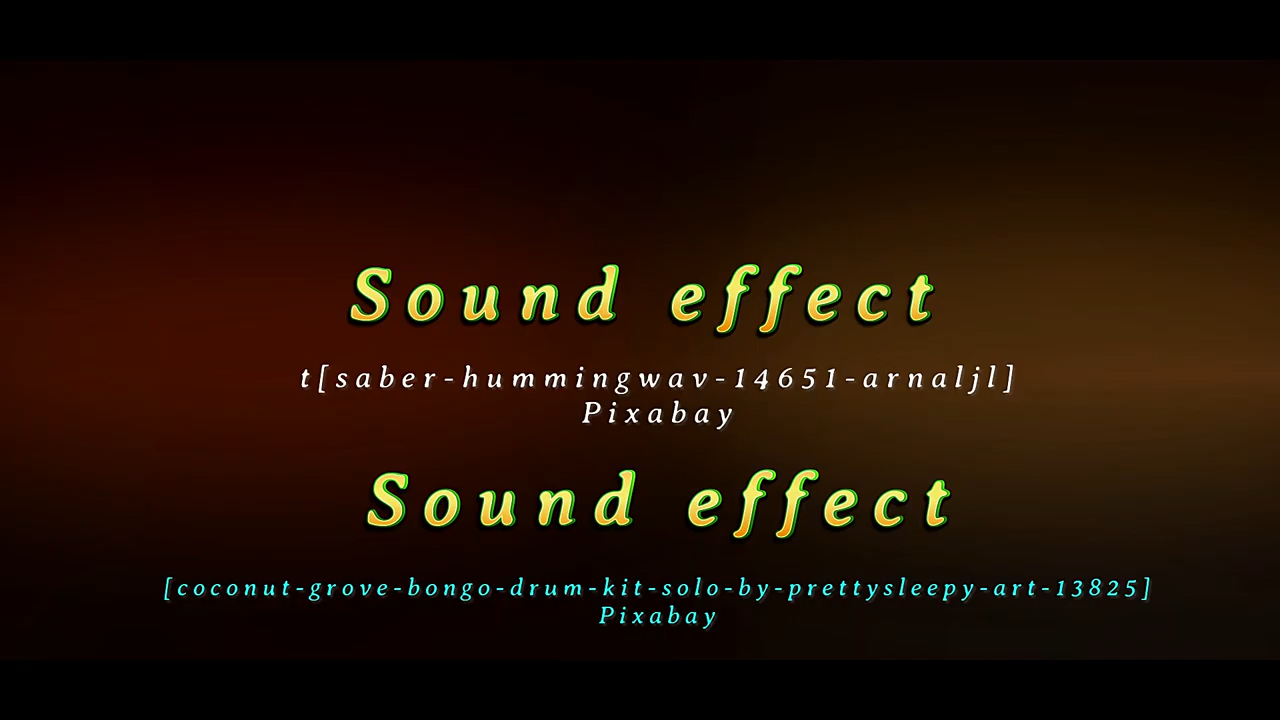 Sound effect
t[saber-hummingwav-14651-arnaljl]
Pixabay
Sound effect
[coconut-grove-bongo-drum-kit-solo-by-prettysleepy-art-13825]
Pixabay